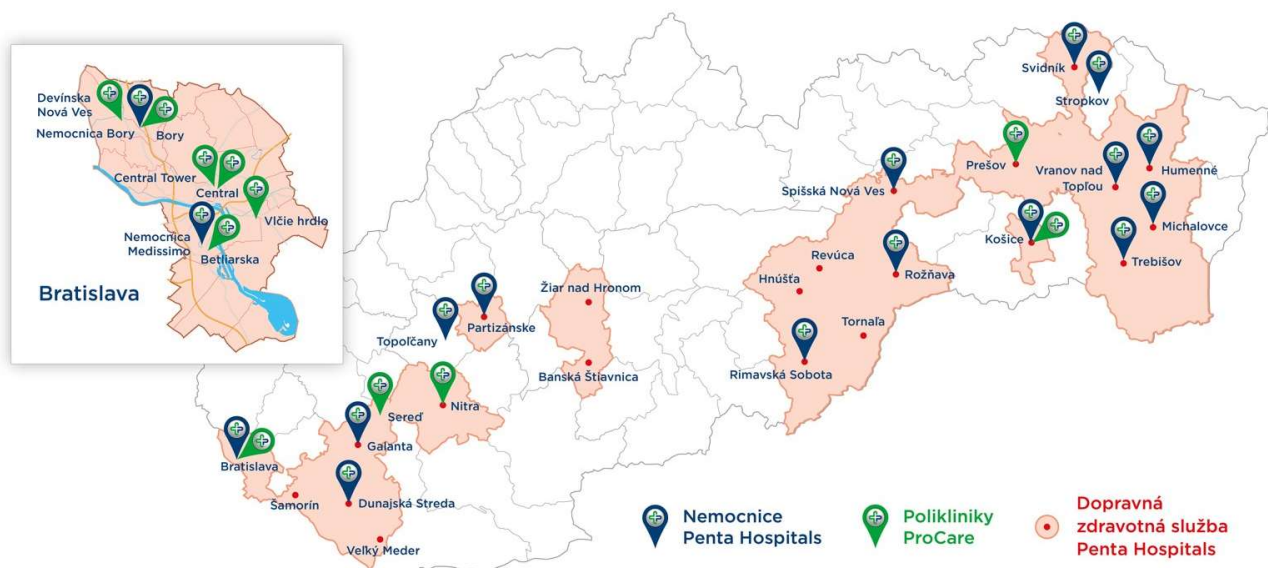 Devínska
Nová Ves
Nemocnica Bory
Bory
Central Tower
Central
Vlčie hrdlo
Nemocnica
Medissimo
Betliarska
Bratislava
Svidník
Stropkov
Prešov
Vranov nad
Topľou
Humenné
Spišská Nová Ves
Michalovce
Košice
Trebišov
Revúca
Rožňava
Hnúšťa
Tornaľa
Rimavská Sobota
Žiar nad Hronom
Partizánske
Topoľčany
Banská Štiavnica
Sereď
Nitra
Galanta
Bratislava
Šamorín
Dunajská Streda
Veľký Meder
Nemocnice
Penta Hospitals
Polikliniky
ProCare
Dopravná
zdravotná služba
Penta Hospitals